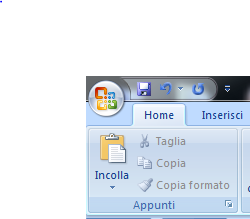 Home Inserisci
Taglia
Copia
Incolla
Copia formato
Appunti